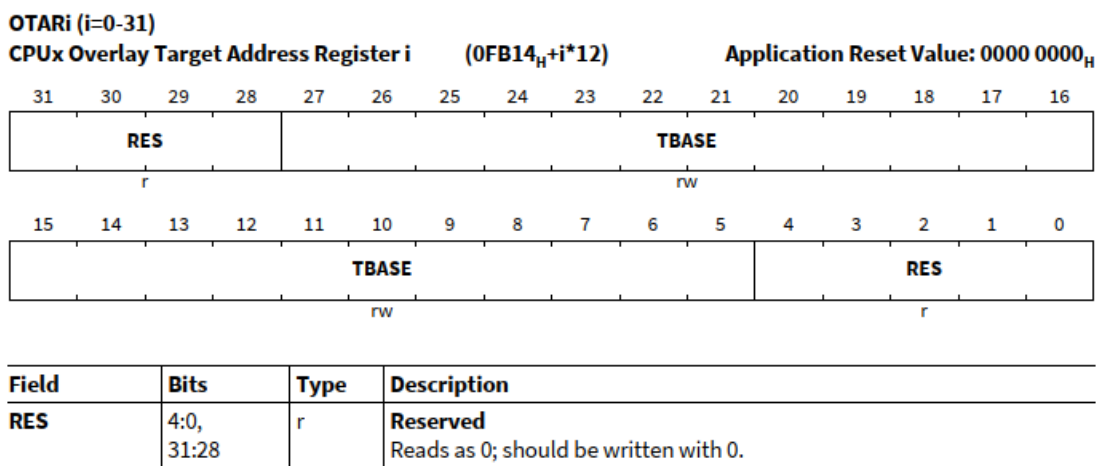 OTARi (i=0-31)
CPUx Overlay Target Address Register i (0FB14H+i*12) Application Reset Value: 0000 0000H
31 30 29 28 27 26 25 24 23 22 21 20 19 18 17 16
RES TBASE
r rw
15 14 13 12 11 10 9 8 7 6 5 4 3 2 1 0
TBASE RES
rw r
Field Bits Type Description
RES 4:0, r Reserved
31:28 Reads as 0; should be written with 0.